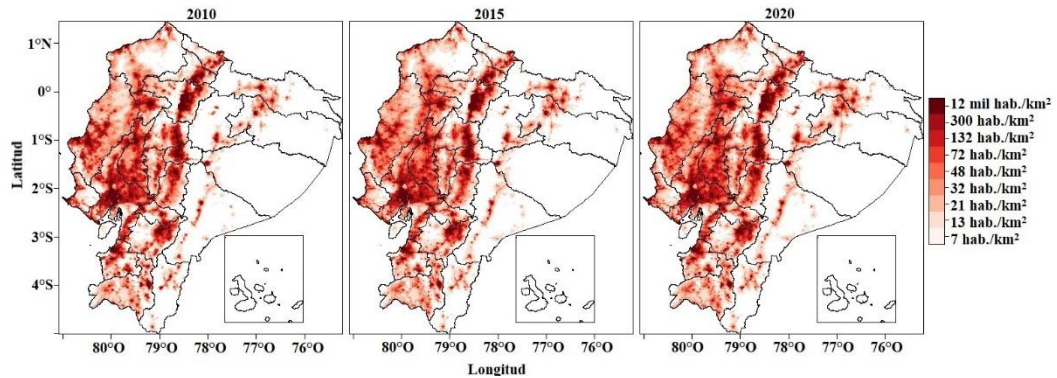 2010
2015
2020
1°N
0°
1°S
2°S
3°S
4°S
Latitud
80°O 79°O 78°O 77°O 76°O
80°O 79°O 78°O 77°O 76°O
80°O 79°O 78°O 77°O 76°O
Longitud
12 mil hab./km²
300 hab./km²
132 hab./km²
72 hab./km²
48 hab./km²
32 hab./km²
21 hab./km²
13 hab./km²
7 hab./km²